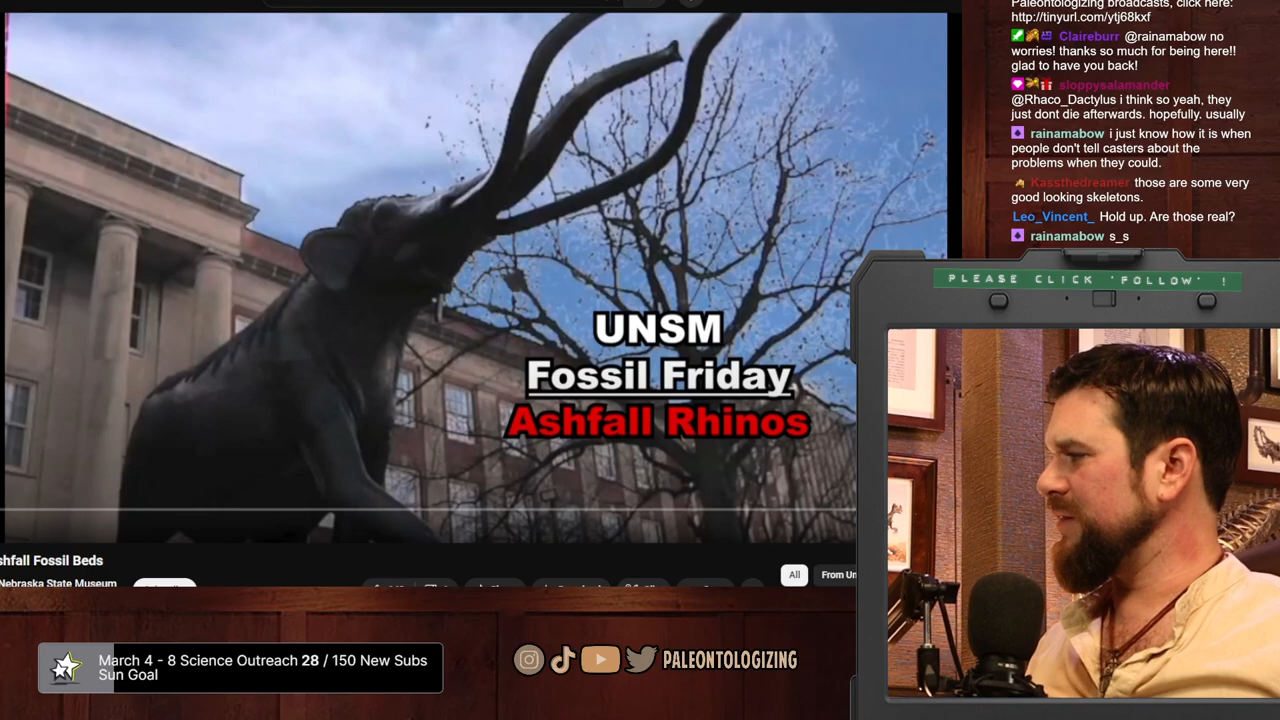 Paleontologizing broadcasts, click here:
http://tinyurl.com/ytj68kxf
Claireburr @rainamabow no
worries! thanks so much for being here!!
glad to have you back!
sloppysalamander
@Rhaco_Dactylus i think so yeah, they
just dont die afterwards. hopefully. usually
rainamabow i just know how it is when
people don't tell casters about the
problems when they could.
Kassthedreamer those are some very
good looking skeletons.
Leo_Vincent_ Hold up. Are those real?
rainamabow s_s
PLEASE CLICK 'FOLLOW' !
UNSM
Fossil Friday
Ashfall Rhinos
shfall Fossil Beds
Nebraska State Museum
All
From Un
March 4 - 8 Science Outreach 28 / 150 New Subs
Sun Goal
PALEONTOLOGIZING